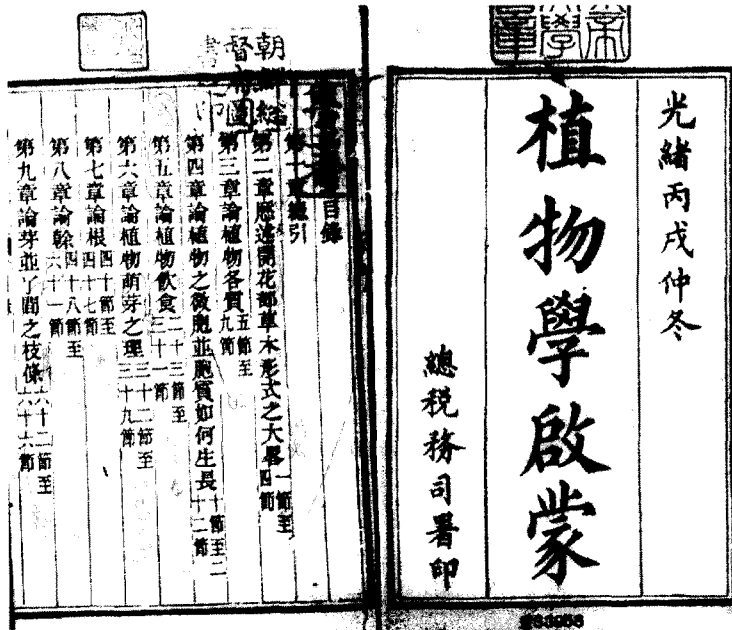 光緒丙戌仲冬
植物學啟蒙
總稅務司署印
目錄
第一章總引
第二章歷述開花部草木形式之大畧一節至四節
第三章論植物各質五節至九節
第四章論植物之微胞並胞質如何生長十節至二十二節
第五章論植物飲食二十三節至三十一節
第六章論植物萌芽之理三十二節至三十九節
第七章論根四十節至四十七節
第八章論榦四十八節至六十一節
第九章論芽並丫間之枝條六十二節至六十六節